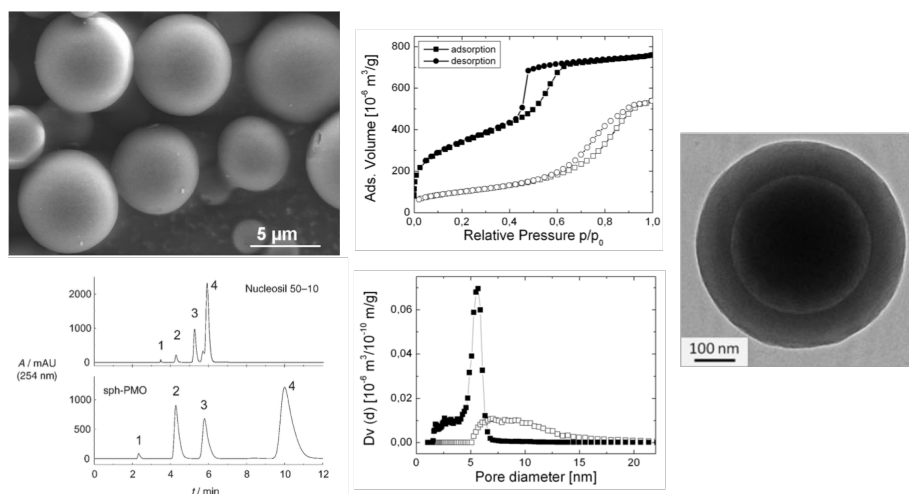 5 µm
800
600
400
200
0
Ads. Volume [10⁻⁶ m³/g]
adsorption
desorption
0,0 0,2 0,4 0,6 0,8 1,0
Relative Pressure p/p₀
100 nm
Nucleosil 50–10
2000
1000
0
1 2 3 4
A / mAU
(254 nm)
sph-PMO
1000
500
0
1 2 3 4
0 2 4 6 8 10 12
t / min
0,06
0,04
0,02
0,00
Dv (d) [10⁻⁶ m³/10⁻¹⁰ m/g]
5 10 15 20
Pore diameter [nm]